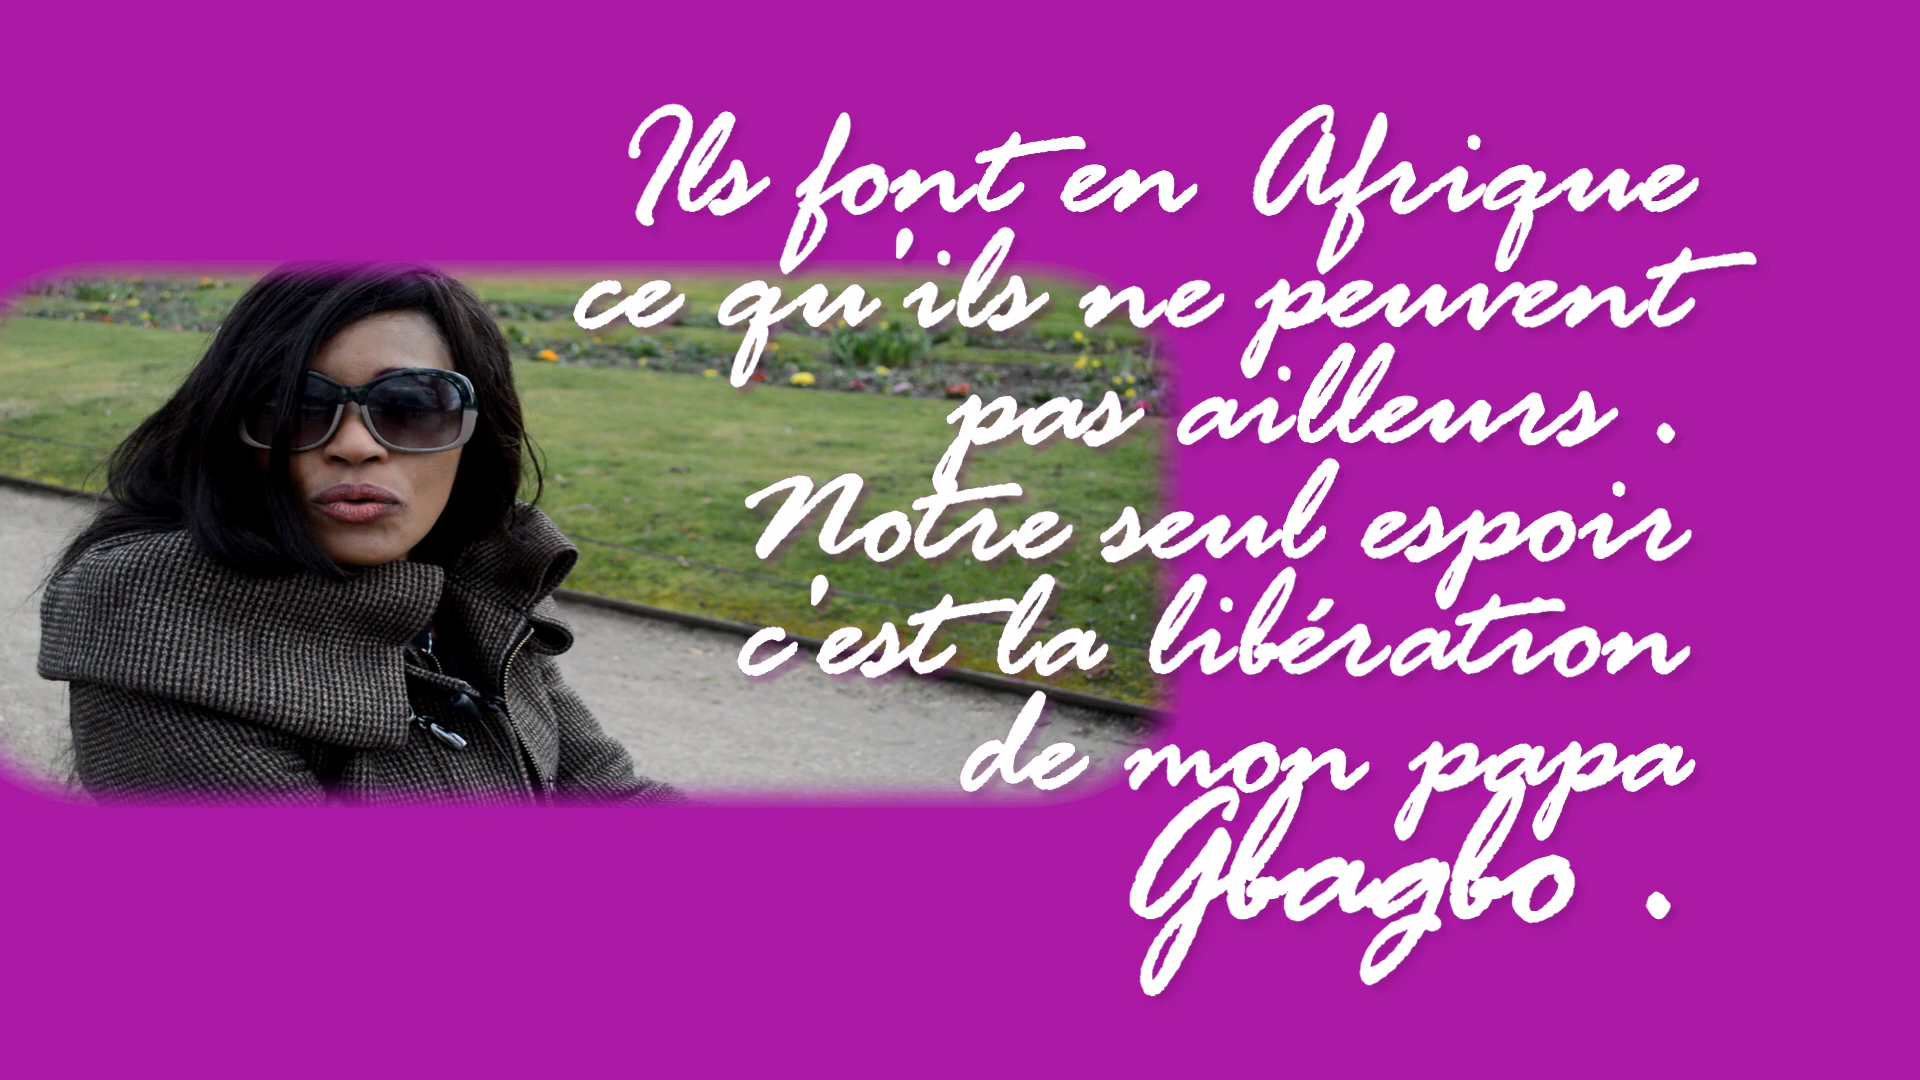 Ils font en Afrique
ce qu'ils ne peuvent
pas ailleurs .
Notre seul espoir
c'est la libération
de mon papa
Gbagbo .